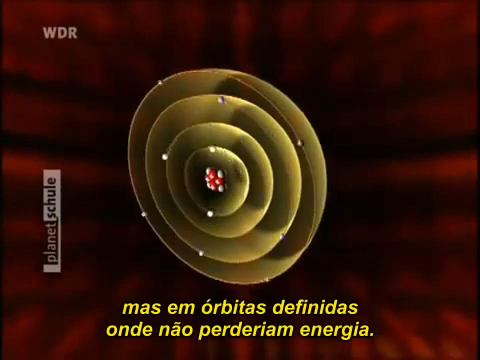 WDR
planet schule
mas em órbitas definidas
onde não perderiam energia.